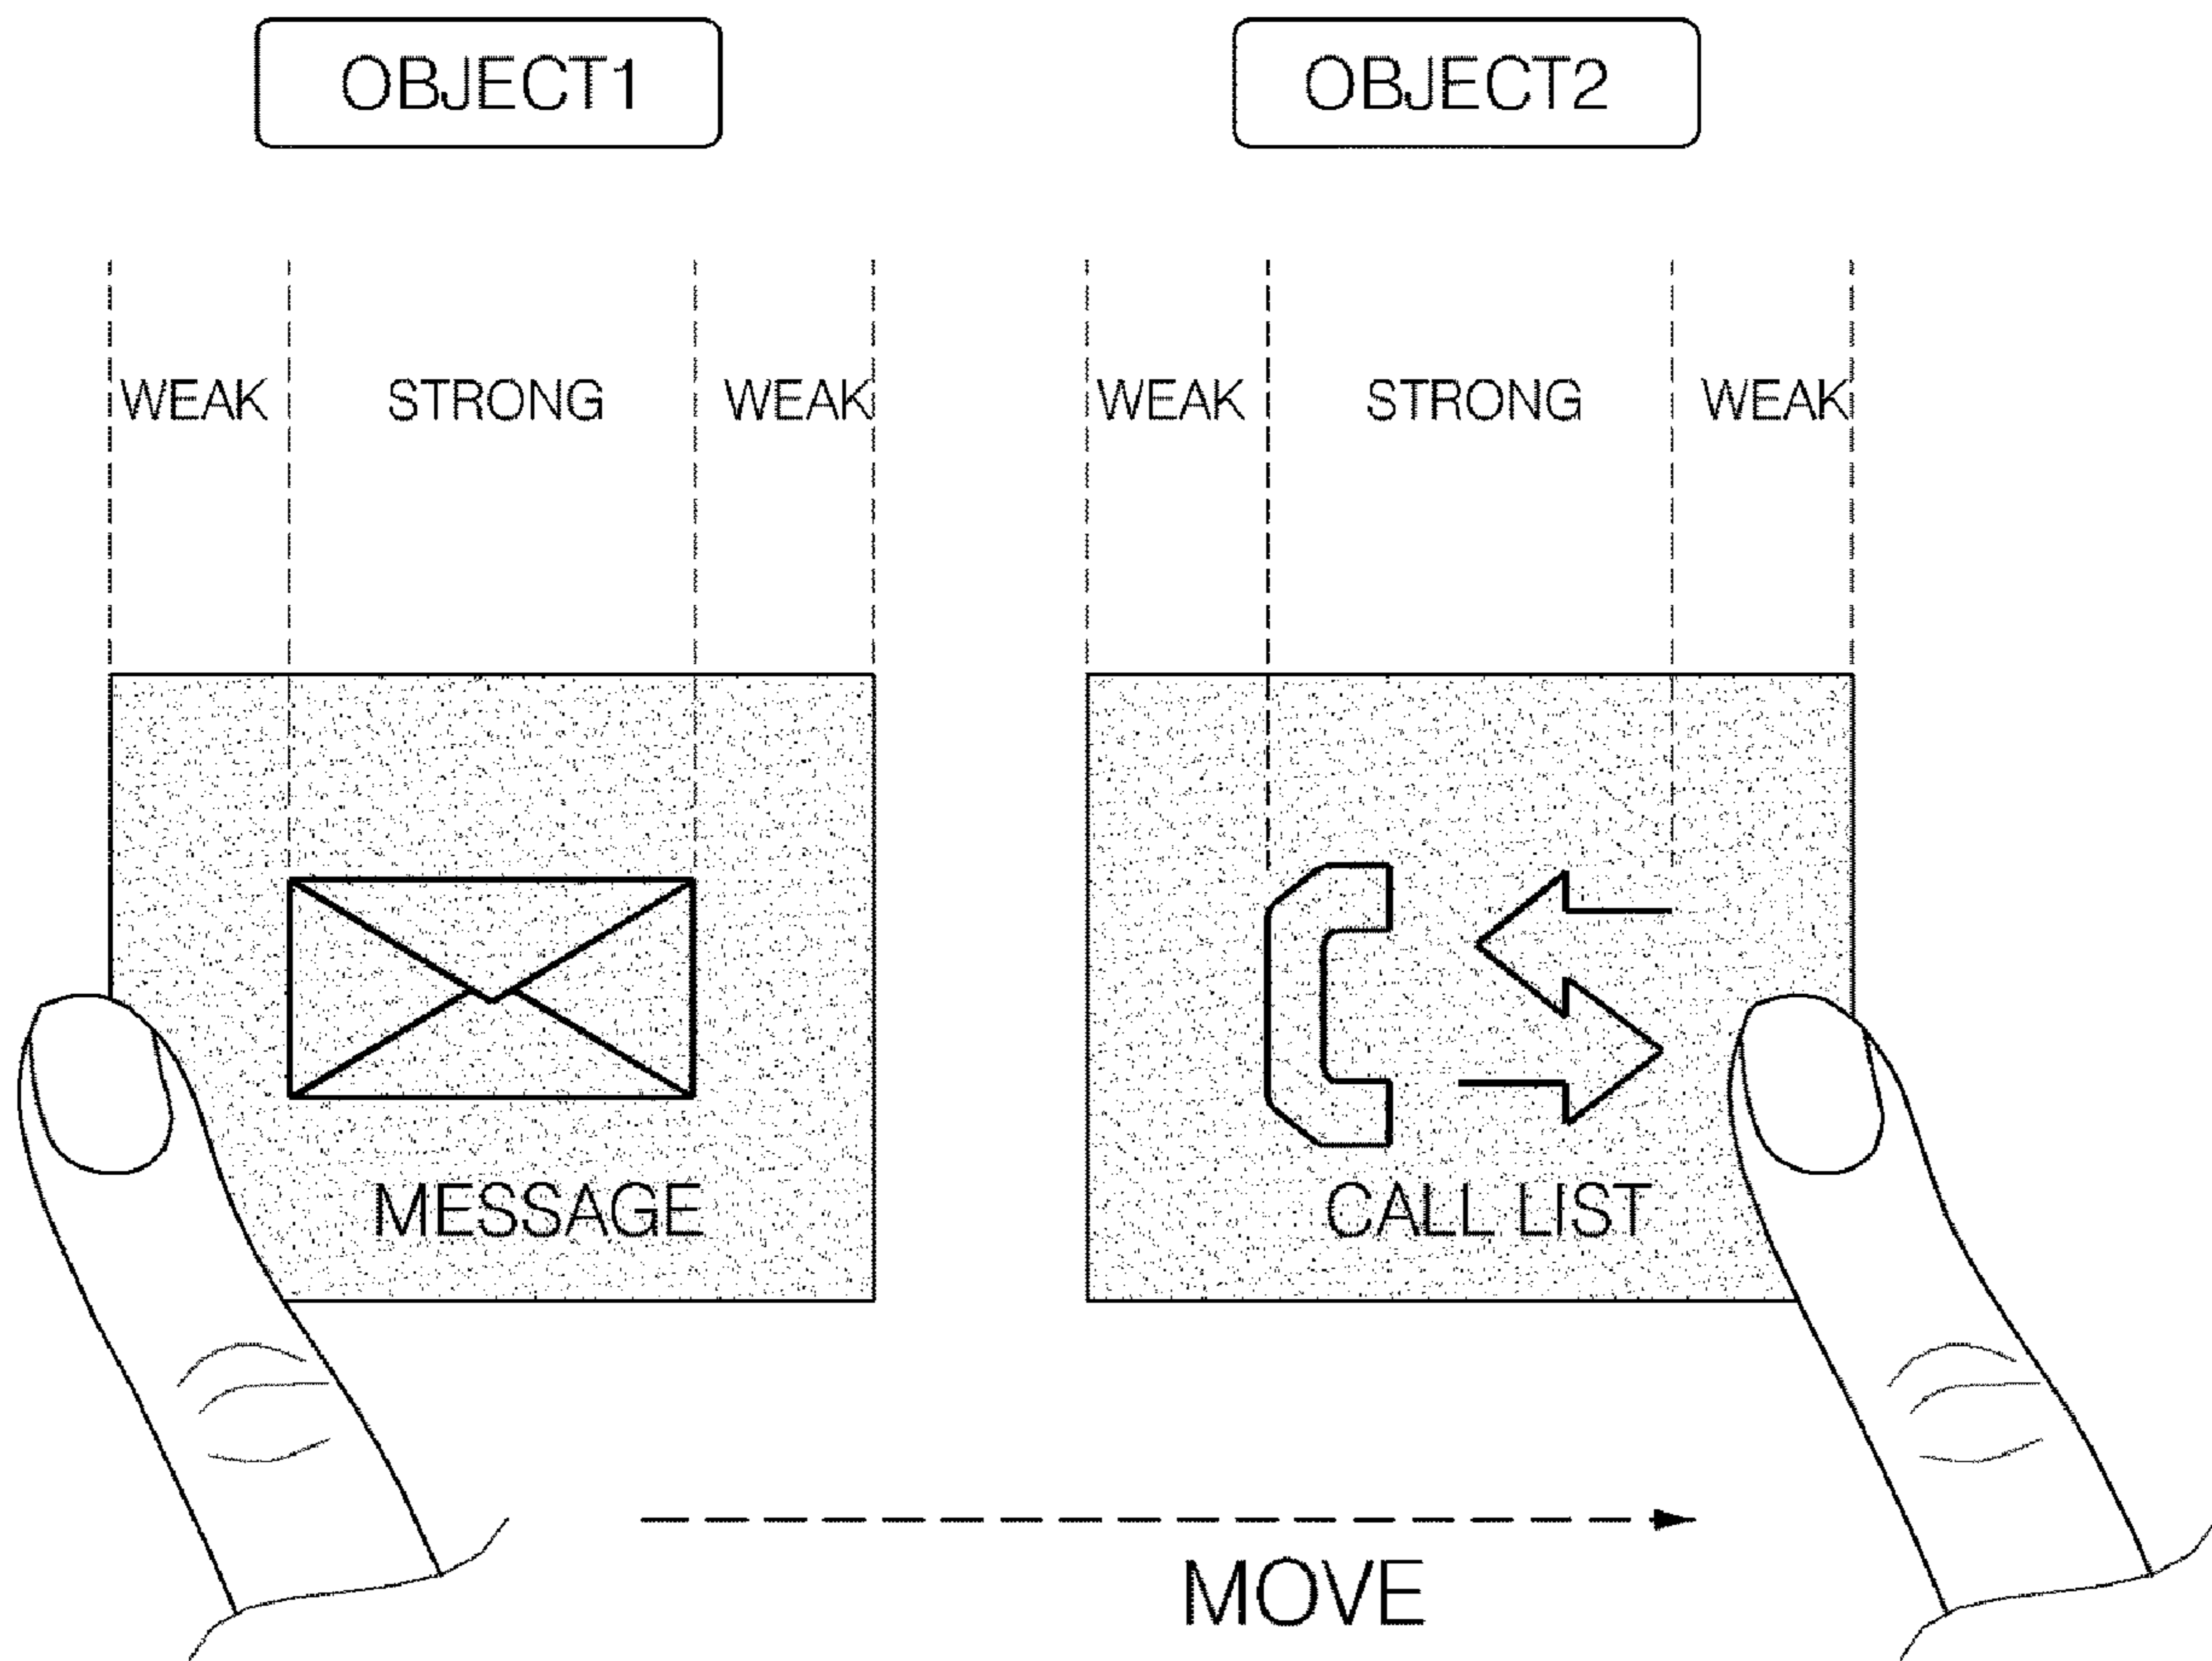 OBJECT1 OBJECT2
WEAK STRONG WEAK WEAK STRONG WEAK
MESSAGE CALL LIST
MOVE